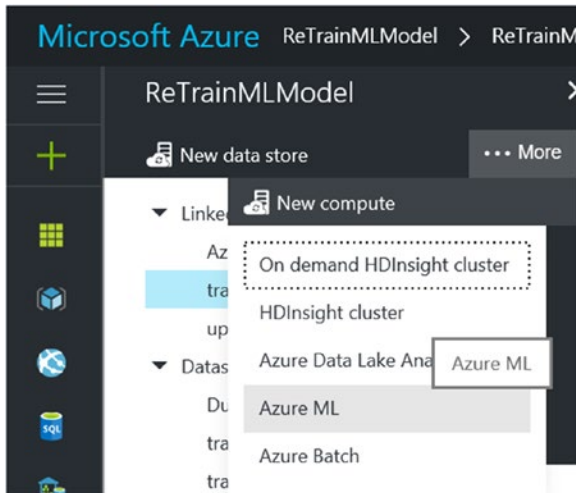 Microsoft Azure ReTrainMLModel > ReTrainM
ReTrainMLModel
New data store
••• More
New compute
Linke
Az
On demand HDInsight cluster
tra
HDInsight cluster
up
Datas
Azure Data Lake Ana
Azure ML
Du
Azure ML
tra
Azure Batch
tra
SQL